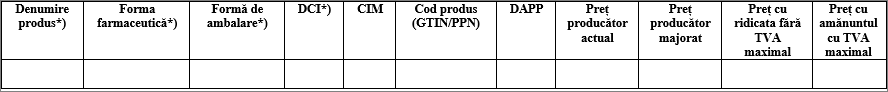 Denumire produs*)
Forma farmaceutică*)
Formă de ambalare*)
DCI*)
CIM
Cod produs (GTIN/PPN)
DAPP
Preț producător actual
Preț producător majorat
Preț cu ridicata fără TVA maximal
Preț cu amănuntul cu TVA maximal